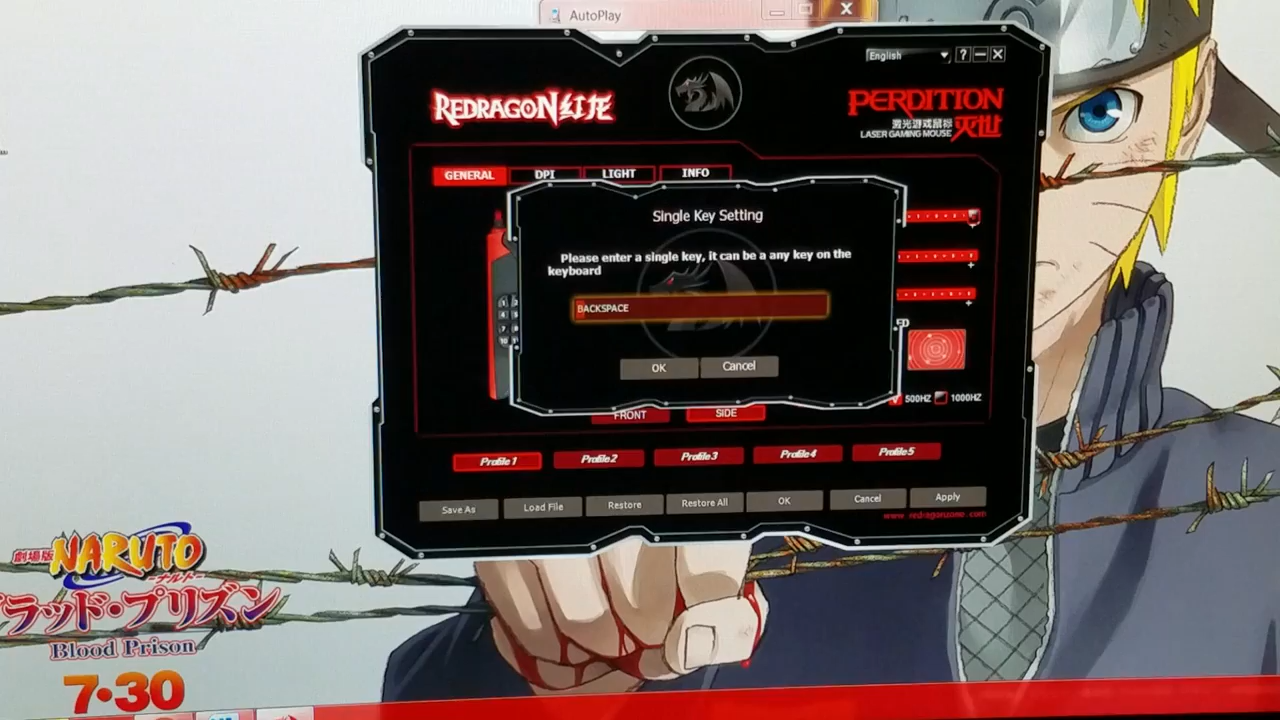 AutoPlay
English
?
REDRAGON红龙
PERDITION
激光游戏鼠标
灭世
LASER GAMING MOUSE
GENERAL
DPI
LIGHT
INFO
Single Key Setting
Please enter a single key, it can be a any key on the
keyboard
BACKSPACE
OK
Cancel
500HZ
1000HZ
FRONT
SIDE
Profile1
Profile2
Profile3
Profile4
Profile5
Save As
Load File
Restore
Restore All
OK
Cancel
Apply
www.redragonzone.com
劇場版
NARUTO
-ナルト-
ブラッド・プリズン
Blood Prison
7・30